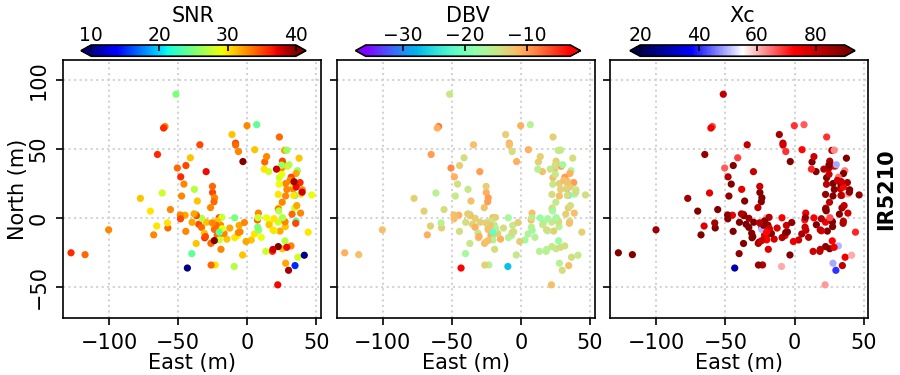 SNR DBV Xc
10 20 30 40 −30 −20 −10 20 40 60 80
100
50
0
−50
North (m)
IR5210
−100 −50 0 50 −100 −50 0 50 −100 −50 0 50
East (m) East (m) East (m)